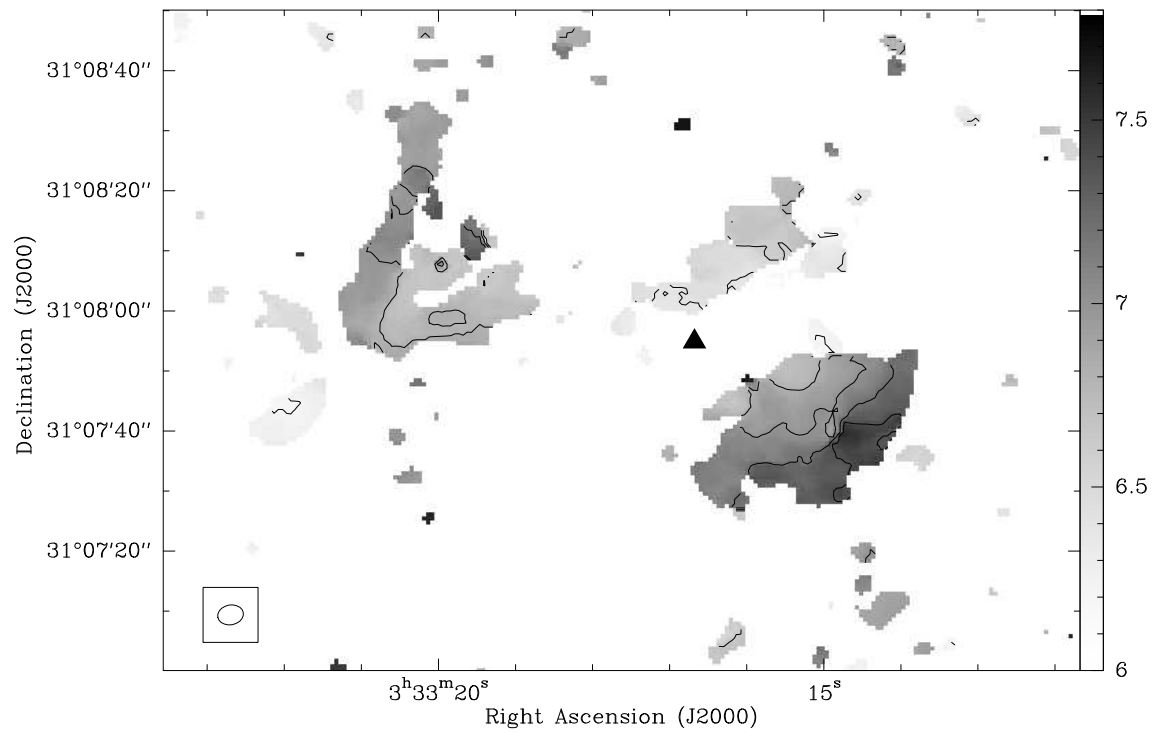 31°08′40″
31°08′20″
31°08′00″
31°07′40″
31°07′20″
Declination (J2000)
7.5
7
6.5
6
3ʰ33ᵐ20ˢ
15ˢ
Right Ascension (J2000)